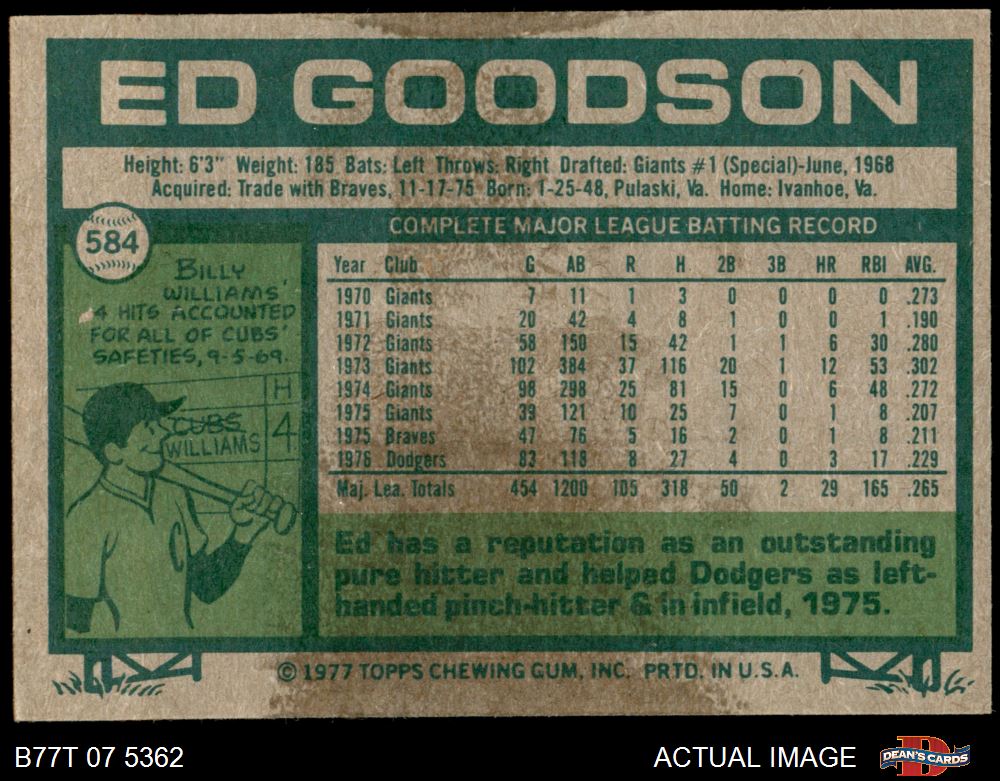 ED GOODSON
Height: 6'3" Weight: 185 Bats: Left Throws: Right Drafted: Giants #1 (Special)-June, 1968
Acquired: Trade with Braves, 11-17-75 Born: 1-25-48, Pulaski, Va. Home: Ivanhoe, Va.
584
BILLY
WILLIAMS'
4 HITS ACCOUNTED
FOR ALL OF CUBS'
SAFETIES, 9-5-69.
H
CUBS
WILLIAMS 4
C
COMPLETE MAJOR LEAGUE BATTING RECORD
Year Club G AB R H 2B 3B HR RBI AVG.
1970 Giants 7 11 1 3 0 0 0 0 .273
1971 Giants 20 42 4 8 1 0 0 1 .190
1972 Giants 58 150 15 42 1 1 6 30 .280
1973 Giants 102 384 37 116 20 1 12 53 .302
1974 Giants 98 298 25 81 15 0 6 48 .272
1975 Giants 39 121 10 25 7 0 1 8 .207
1975 Braves 47 76 5 16 2 0 1 8 .211
1976 Dodgers 83 118 8 27 4 0 3 17 .229
Maj. Lea. Totals 454 1200 105 318 50 2 29 165 .265
Ed has a reputation as an outstanding
pure hitter and helped Dodgers as left-
handed pinch-hitter & in infield, 1975.
© 1977 TOPPS CHEWING GUM, INC. PRTD. IN U.S.A.
B77T 07 5362
ACTUAL IMAGE
D
DEAN'S CARDS